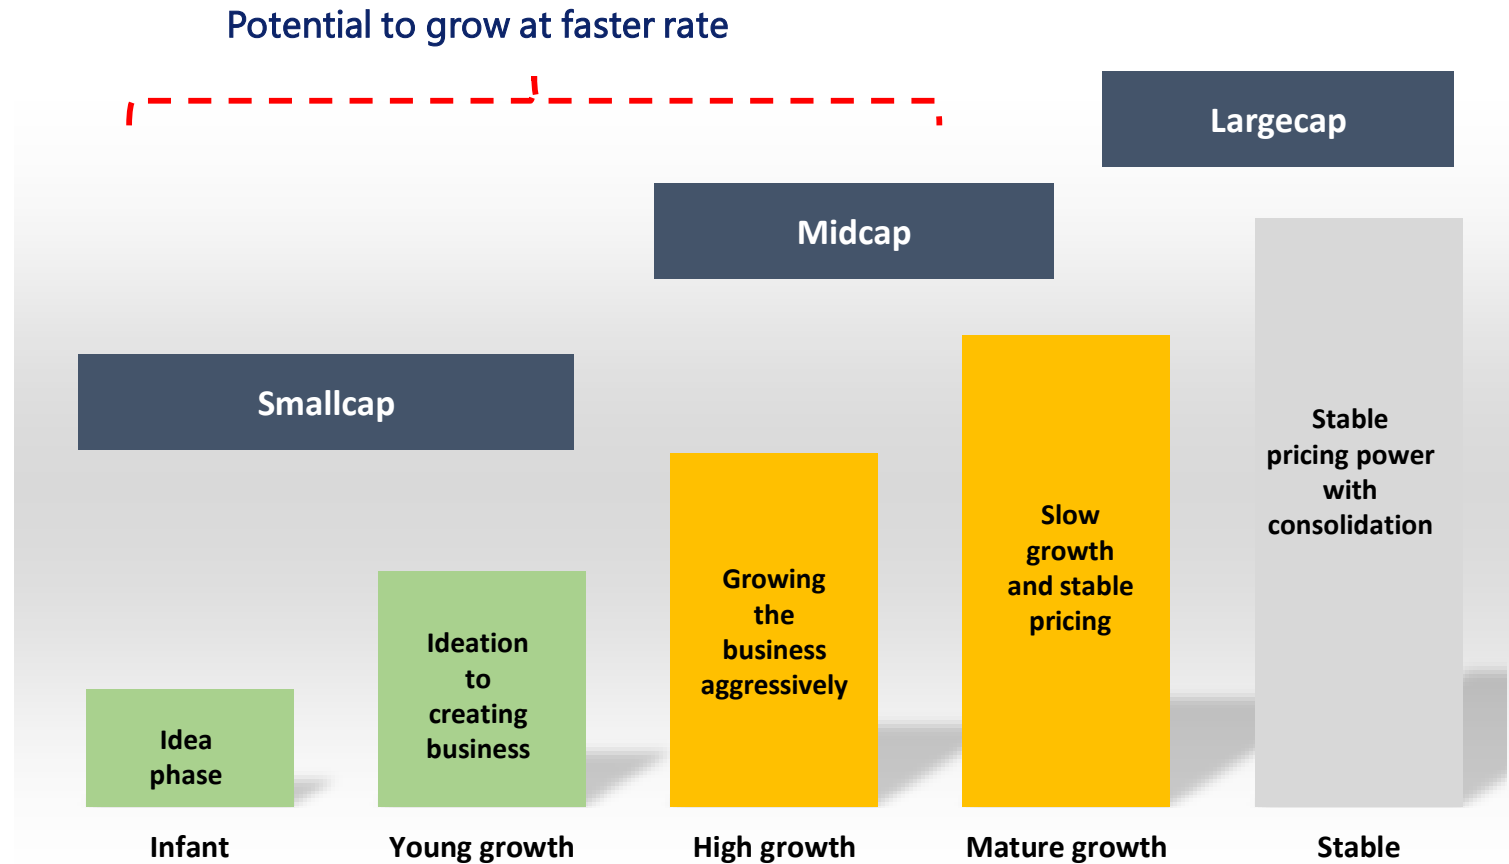 Potential to grow at faster rate
Largecap
Midcap
Smallcap
Idea
phase
Ideation
to
creating
business
Growing
the
business
aggressively
Slow
growth
and stable
pricing
Stable
pricing power
with
consolidation
Infant
Young growth
High growth
Mature growth
Stable